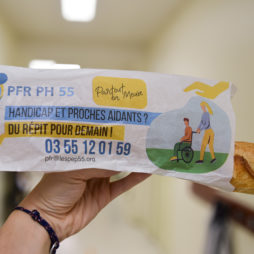 PFR PH 55
Partout
en Meuse
HANDICAP ET PROCHES AIDANTS ?
DU RÉPIT POUR DEMAIN !
03 55 12 01 59
pfr@lespep55.org